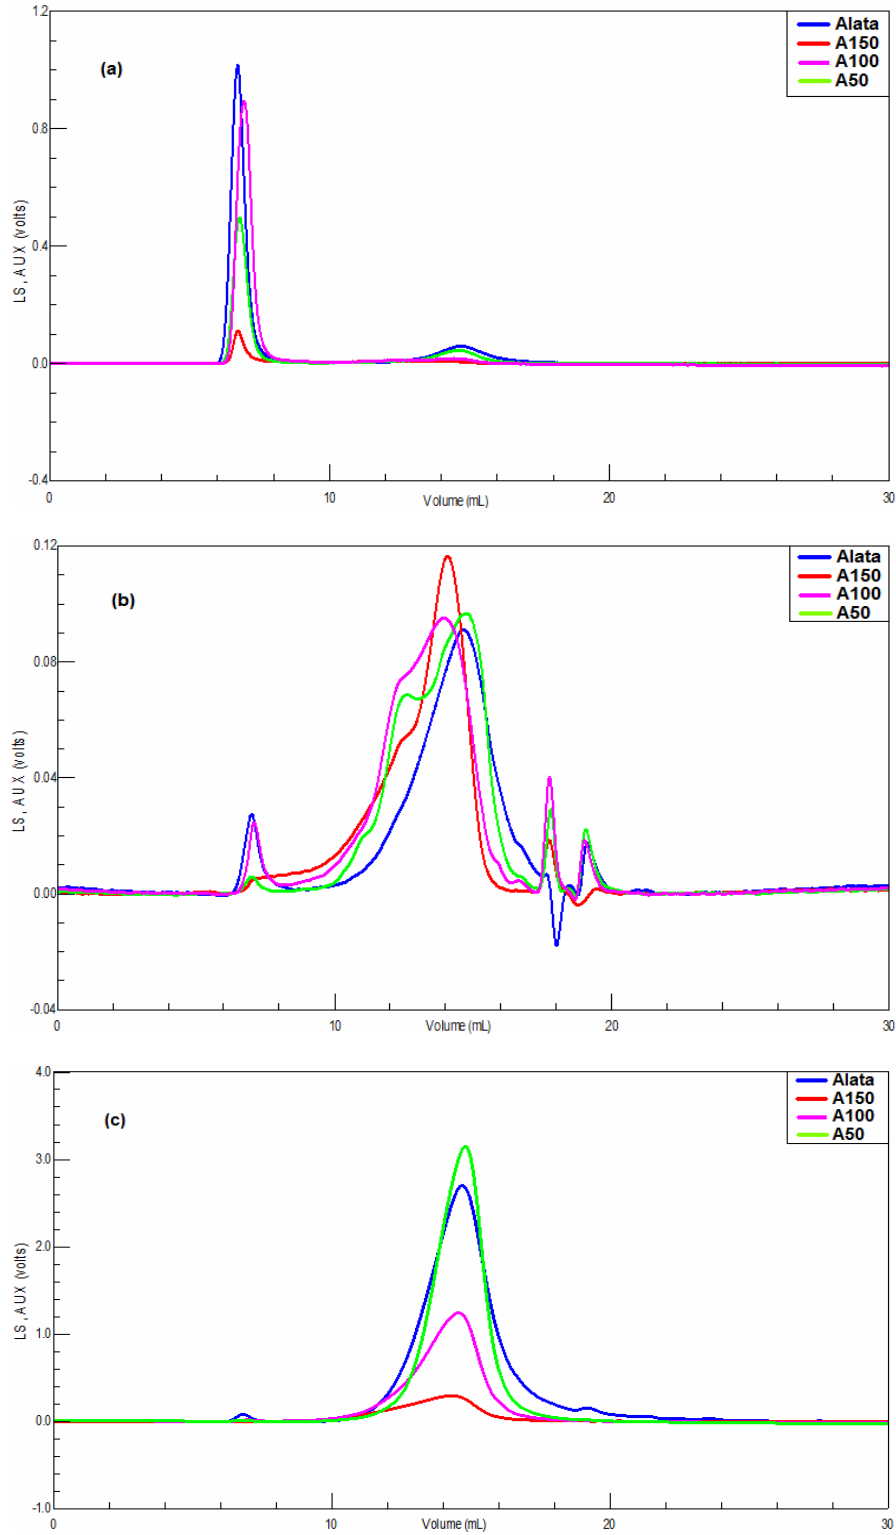 1.2
(a)
Alata
A150
A100
A50
0.8
0.4
0.0
-0.4
LS, AUX (volts)
0
10
20
30
Volume (mL)
0.12
(b)
Alata
A150
A100
A50
0.08
0.04
0.00
-0.04
LS, AUX (volts)
0
10
20
30
Volume (mL)
4.0
(c)
Alata
A150
A100
A50
3.0
2.0
1.0
0.0
-1.0
LS, AUX (volts)
0
10
20
30
Volume (mL)